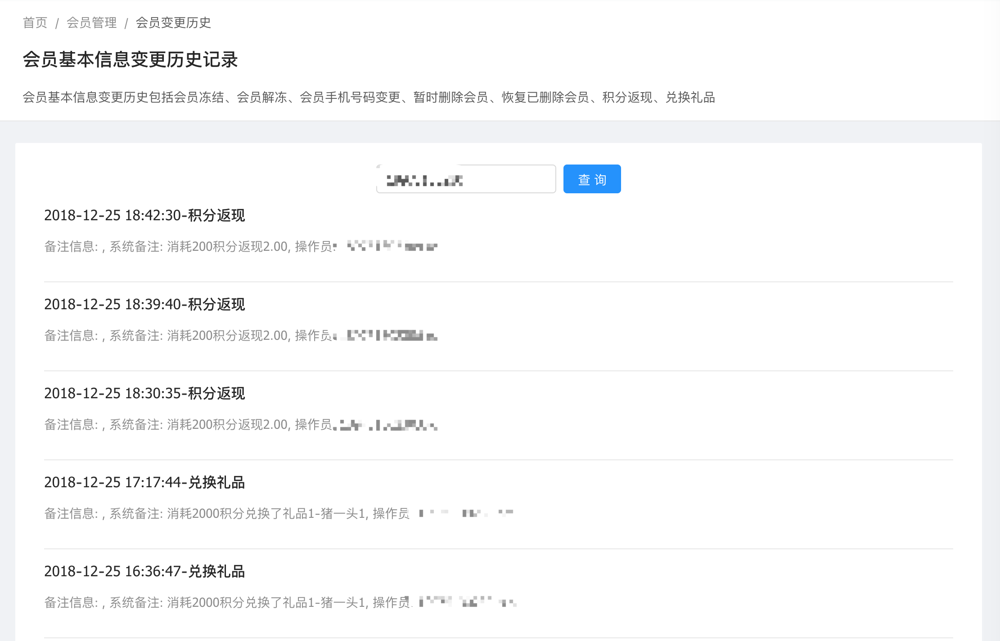 首页 / 会员管理 / 会员变更历史
会员基本信息变更历史记录
会员基本信息变更历史包括会员冻结、会员解冻、会员手机号码变更、暂时删除会员、恢复已删除会员、积分返现、兑换礼品
查 询
2018-12-25 18:42:30-积分返现
备注信息: , 系统备注: 消耗200积分返现2.00, 操作员:
2018-12-25 18:39:40-积分返现
备注信息: , 系统备注: 消耗200积分返现2.00, 操作员
2018-12-25 18:30:35-积分返现
备注信息: , 系统备注: 消耗200积分返现2.00, 操作员
2018-12-25 17:17:44-兑换礼品
备注信息: , 系统备注: 消耗2000积分兑换了礼品1-猪一头1, 操作员
2018-12-25 16:36:47-兑换礼品
备注信息: , 系统备注: 消耗2000积分兑换了礼品1-猪一头1, 操作员